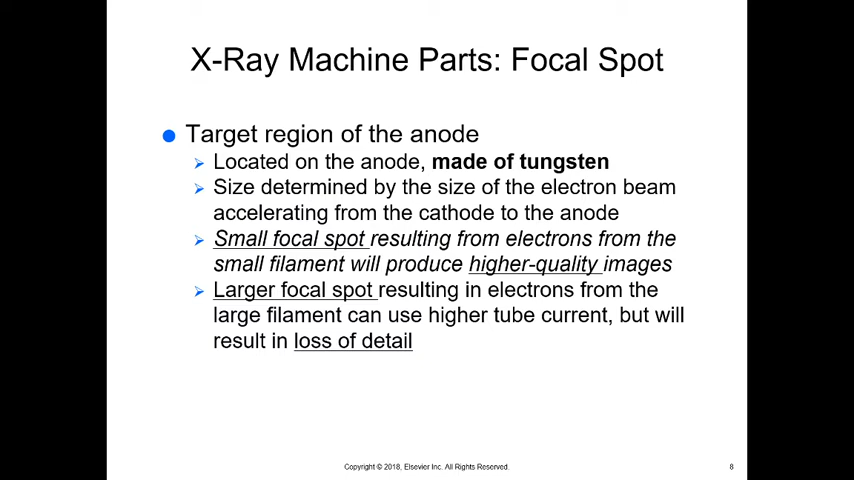 X-Ray Machine Parts: Focal Spot
Target region of the anode
Located on the anode, made of tungsten
Size determined by the size of the electron beam
accelerating from the cathode to the anode
Small focal spot resulting from electrons from the
small filament will produce higher-quality images
Larger focal spot resulting in electrons from the
large filament can use higher tube current, but will
result in loss of detail
Copyright © 2018, Elsevier Inc. All Rights Reserved.
8